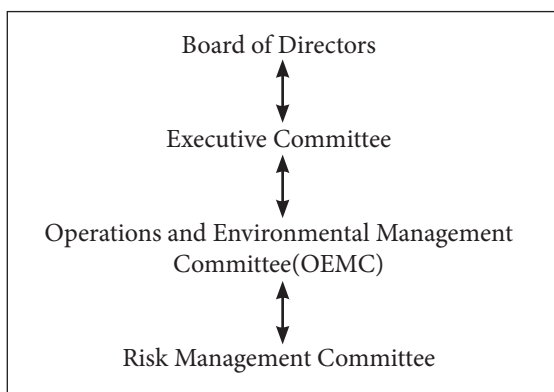 Board of Directors
Executive Committee
Operations and Environmental Management
Committee(OEMC)
Risk Management Committee